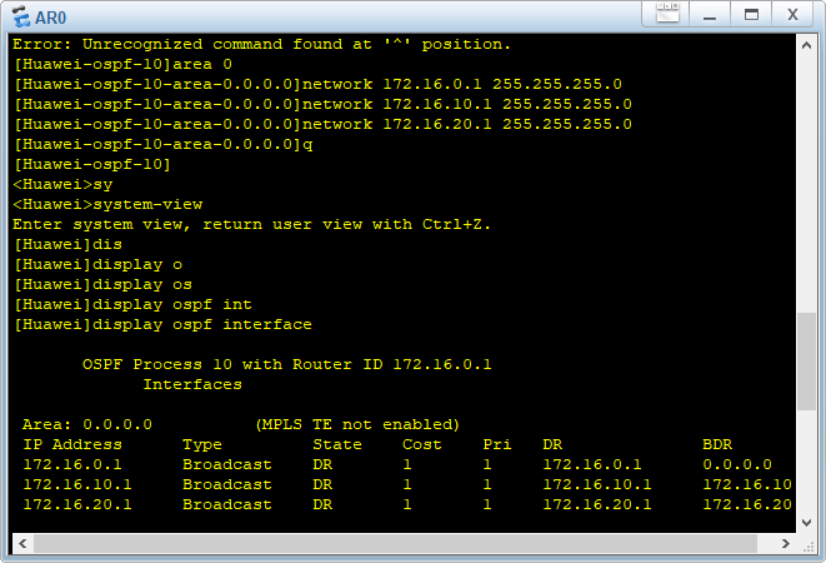 AR0
Error: Unrecognized command found at '^' position.
[Huawei-ospf-10]area 0
[Huawei-ospf-10-area-0.0.0.0]network 172.16.0.1 255.255.255.0
[Huawei-ospf-10-area-0.0.0.0]network 172.16.10.1 255.255.255.0
[Huawei-ospf-10-area-0.0.0.0]network 172.16.20.1 255.255.255.0
[Huawei-ospf-10-area-0.0.0.0]q
[Huawei-ospf-10]
<Huawei>sy
<Huawei>system-view
Enter system view, return user view with Ctrl+Z.
[Huawei]dis
[Huawei]display o
[Huawei]display os
[Huawei]display ospf int
[Huawei]display ospf interface
OSPF Process 10 with Router ID 172.16.0.1
Interfaces
Area: 0.0.0.0 (MPLS TE not enabled)
IP Address Type State Cost Pri DR BDR
172.16.0.1 Broadcast DR 1 1 172.16.0.1 0.0.0.0
172.16.10.1 Broadcast DR 1 1 172.16.10.1 172.16.10
172.16.20.1 Broadcast DR 1 1 172.16.20.1 172.16.20